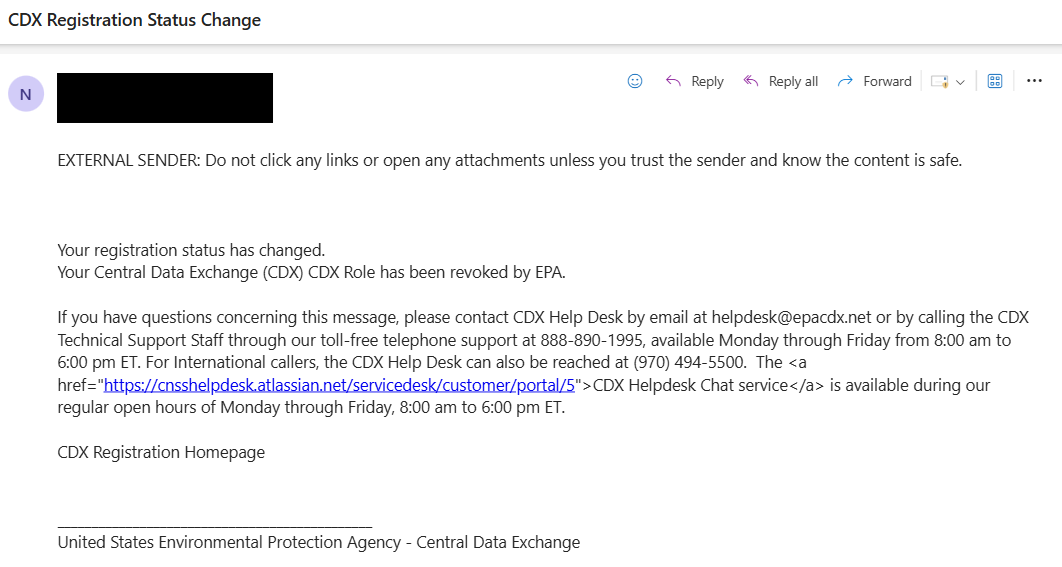 CDX Registration Status Change
N
Reply
Reply all
Forward
EXTERNAL SENDER: Do not click any links or open any attachments unless you trust the sender and know the content is safe.
Your registration status has changed.
Your Central Data Exchange (CDX) CDX Role has been revoked by EPA.
If you have questions concerning this message, please contact CDX Help Desk by email at helpdesk@epacdx.net or by calling the CDX
Technical Support Staff through our toll-free telephone support at 888-890-1995, available Monday through Friday from 8:00 am to
6:00 pm ET. For International callers, the CDX Help Desk can also be reached at (970) 494-5500.  The <a
href="https://cnsshelpdesk.atlassian.net/servicedesk/customer/portal/5">CDX Helpdesk Chat service</a> is available during our
regular open hours of Monday through Friday, 8:00 am to 6:00 pm ET.
CDX Registration Homepage
United States Environmental Protection Agency - Central Data Exchange